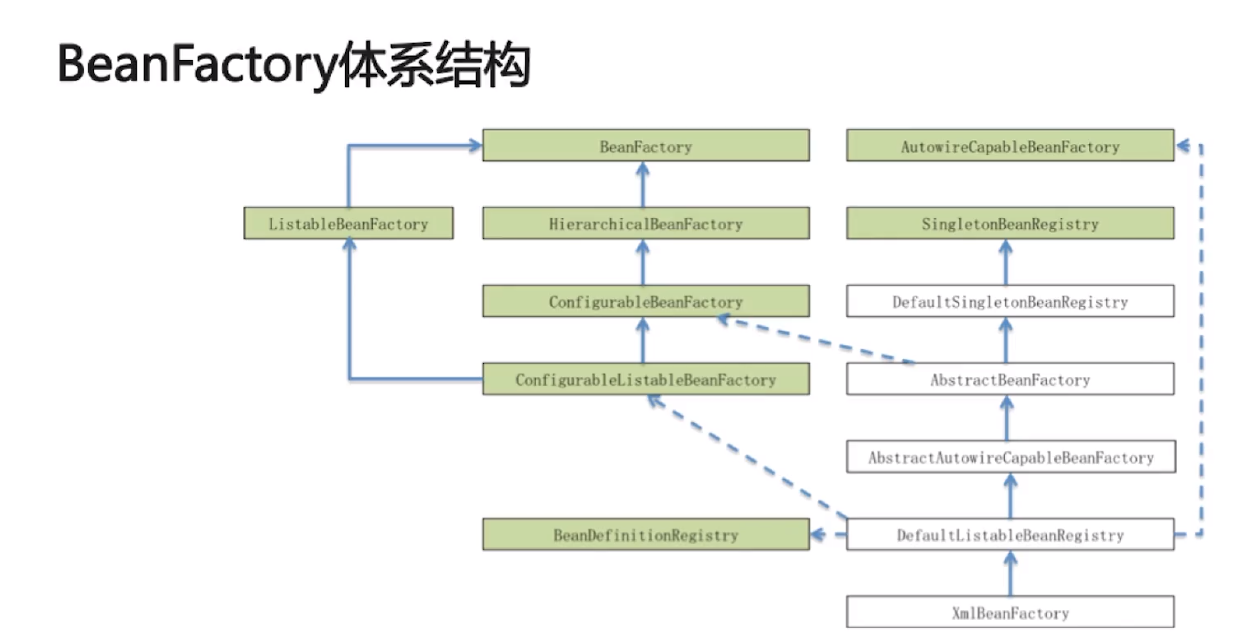 BeanFactory体系结构
BeanFactory
AutowireCapableBeanFactory
ListableBeanFactory
HierarchicalBeanFactory
SingletonBeanRegistry
ConfigurableBeanFactory
DefaultSingletonBeanRegistry
ConfigurableListableBeanFactory
AbstractBeanFactory
AbstractAutowireCapableBeanFactory
BeanDefinitionRegistry
DefaultListableBeanRegistry
XmlBeanFactory